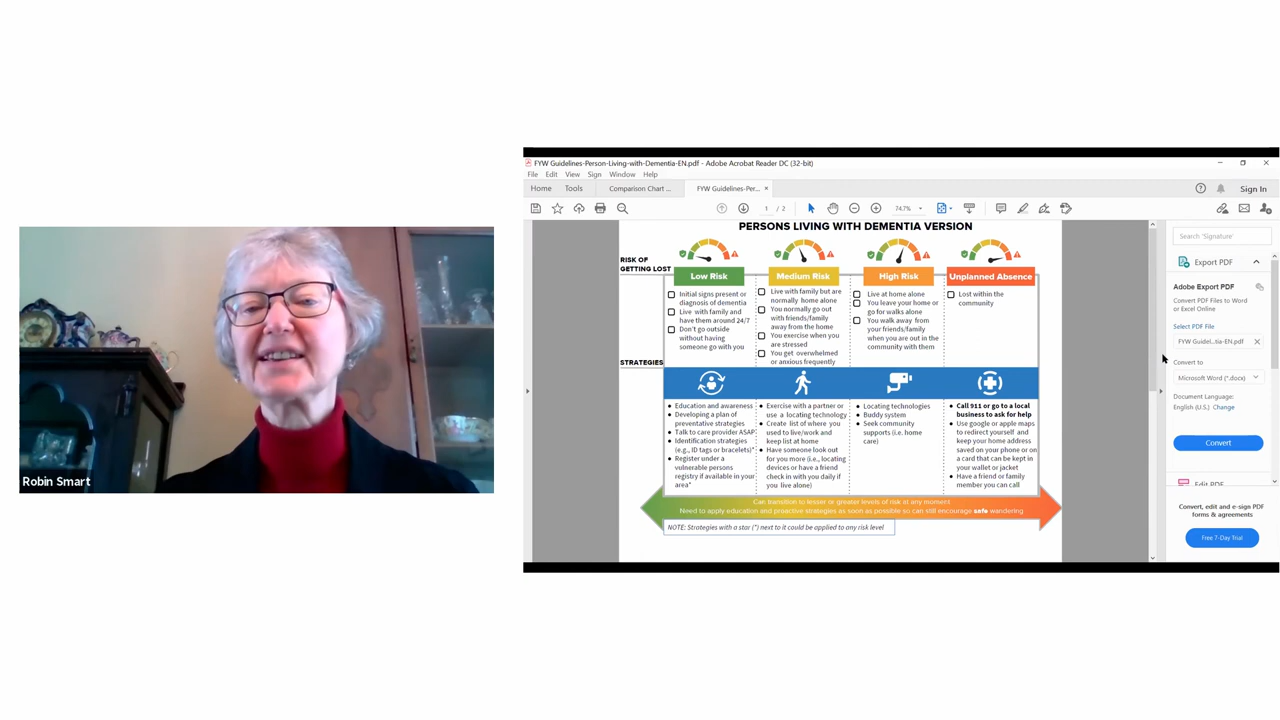 Robin Smart
FYW Guidelines-Person-Living-with-Dementia-EN.pdf - Adobe Acrobat Reader DC (32-bit)
File Edit View Sign Window Help
Home Tools Comparison Chart ... FYW Guidelines-Per... × Sign In
1 / 2 74.7%
PERSONS LIVING WITH DEMENTIA VERSION
RISK OF
GETTING LOST
Low Risk
Initial signs present or
diagnosis of dementia
Live with family and
have them around 24/7
Don't go outside
without having
someone go with you
Medium Risk
Live with family but are
normally home alone
You normally go out
with friends/family
away from the home
You exercise when you
are stressed
You get overwhelmed
or anxious frequently
High Risk
Live at home alone
You leave your home or
go for walks alone
You walk away from
your friends/family
when you are out in the
community with them
Unplanned Absence
Lost within the
community
STRATEGIES
• Education and awareness
• Developing a plan of
preventative strategies
• Talk to care provider ASAP
• Identification strategies
(e.g., ID tags or bracelets)*
• Register under a
vulnerable persons
registry if available in your
area*
• Exercise with a partner or
use a locating technology
• Create list of where you
used to live/work and
keep list at home
• Have someone look out
for you more (i.e., locating
devices or have a friend
check in with you daily if
you live alone)
• Locating technologies
• Buddy system
• Seek community
supports (i.e. home
care)
• Call 911 or go to a local
business to ask for help
• Use google or apple maps
to redirect yourself and
keep your home address
saved on your phone or on
a card that can be kept in
your wallet or jacket
• Have a friend or family
member you can call
Can transition to lesser or greater levels of risk at any moment
Need to apply education and proactive strategies as soon as possible so can still encourage safe wandering
NOTE: Strategies with a star (*) next to it could be applied to any risk level
Search 'Signature'
Export PDF
Adobe Export PDF
Convert PDF Files to Word
or Excel Online
Select PDF File
FYW Guidel...tia-EN.pdf ×
Convert to
Microsoft Word (*.docx)
Document Language:
English (U.S.) Change
Convert
Edit PDF
Convert, edit and e-sign PDF
forms & agreements
Free 7-Day Trial